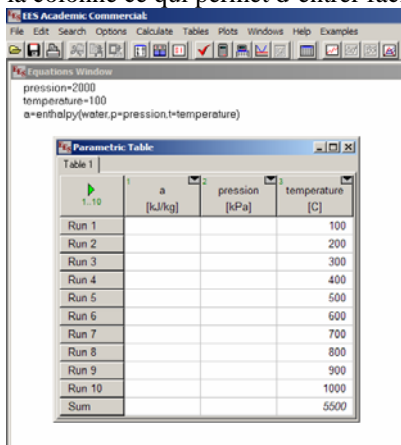 la colonne ce qui permet d'entrer fac
EES Academic Commercial:
File Edit Search Options Calculate Tables Plots Windows Help Examples
Equations Window
pression=2000
temperature=100
a=enthalpy(water,p=pression,t=temperature)
Parametric Table
Table 1
1..10
1 a [kJ/kg] 2 pression [kPa] 3 temperature [C]
Run 1 100
Run 2 200
Run 3 300
Run 4 400
Run 5 500
Run 6 600
Run 7 700
Run 8 800
Run 9 900
Run 10 1000
Sum 5500